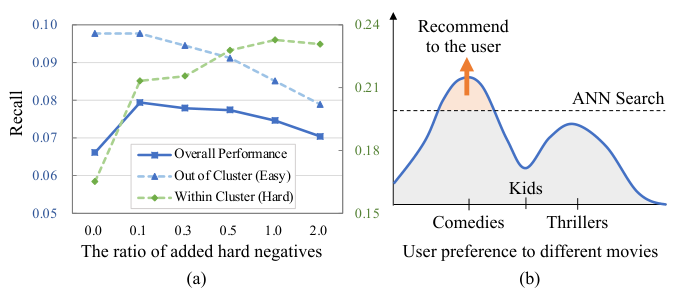 0.10
0.09
0.08
0.07
0.06
0.05
Recall
0.24
0.21
0.18
0.15
Overall Performance
Out of Cluster (Easy)
Within Cluster (Hard)
0.0 0.1 0.3 0.5 1.0 2.0
The ratio of added hard negatives
(a)
Recommend
to the user
ANN Search
Kids
Comedies Thrillers
User preference to different movies
(b)